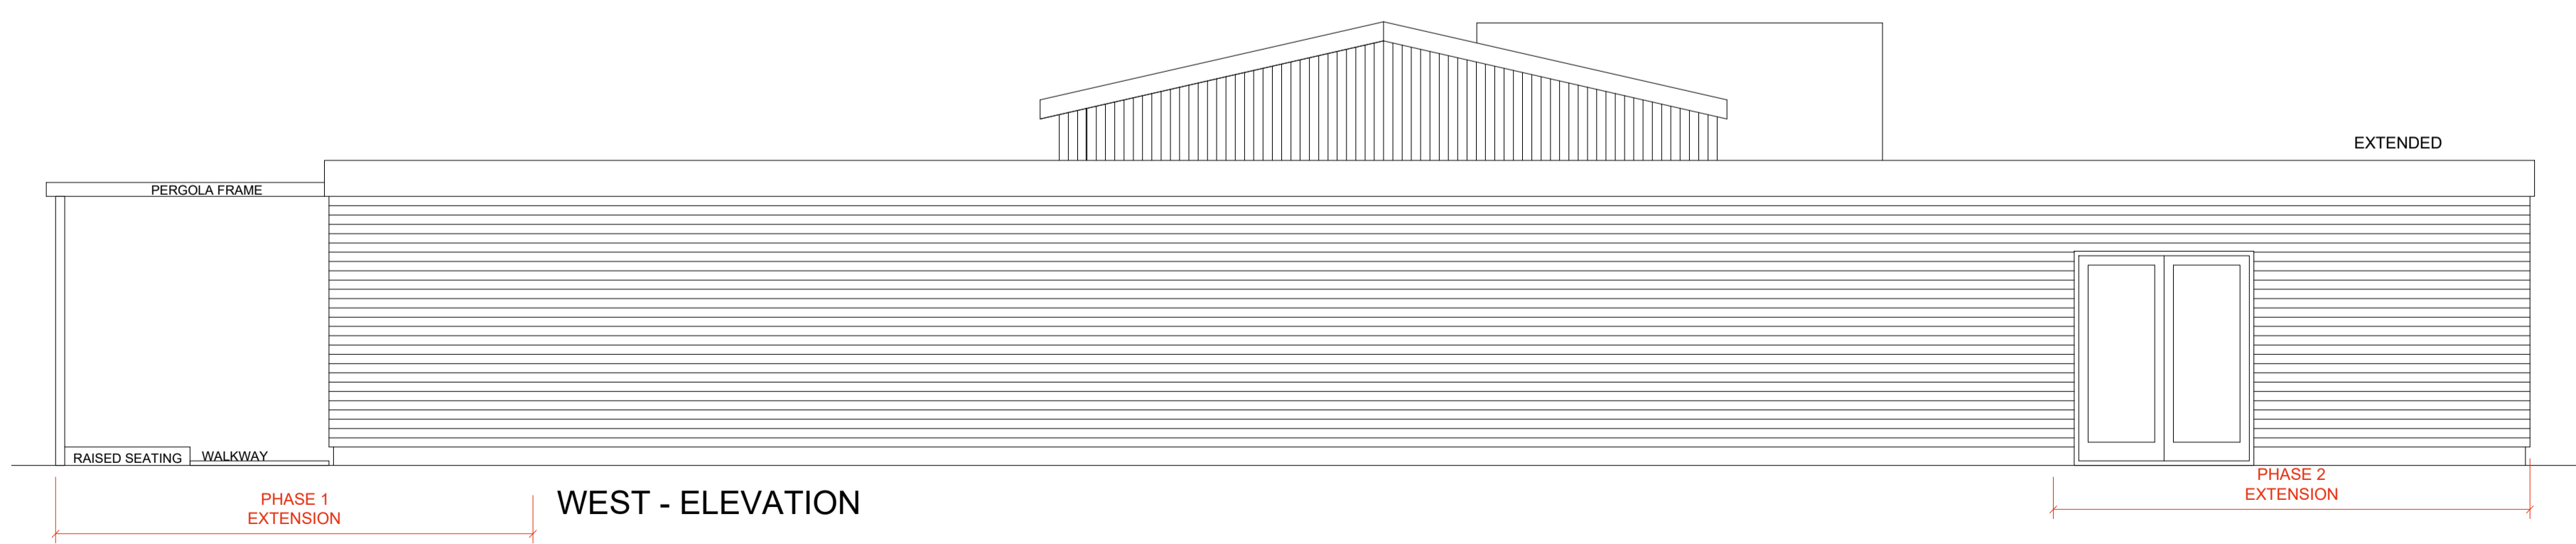 EXTENDED
PERGOLA FRAME
RAISED SEATING
WALKWAY
PHASE 1
EXTENSION
WEST - ELEVATION
PHASE 2
EXTENSION